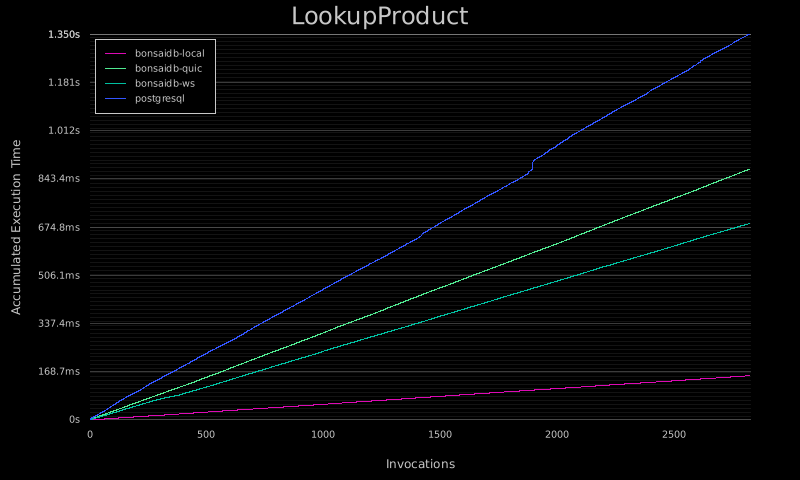 LookupProduct
1.350s
bonsaidb-local
bonsaidb-quic
bonsaidb-ws
postgresql
1.181s
1.012s
843.4ms
674.8ms
506.1ms
337.4ms
168.7ms
0s
Accumulated Execution Time
0 500 1000 1500 2000 2500
Invocations